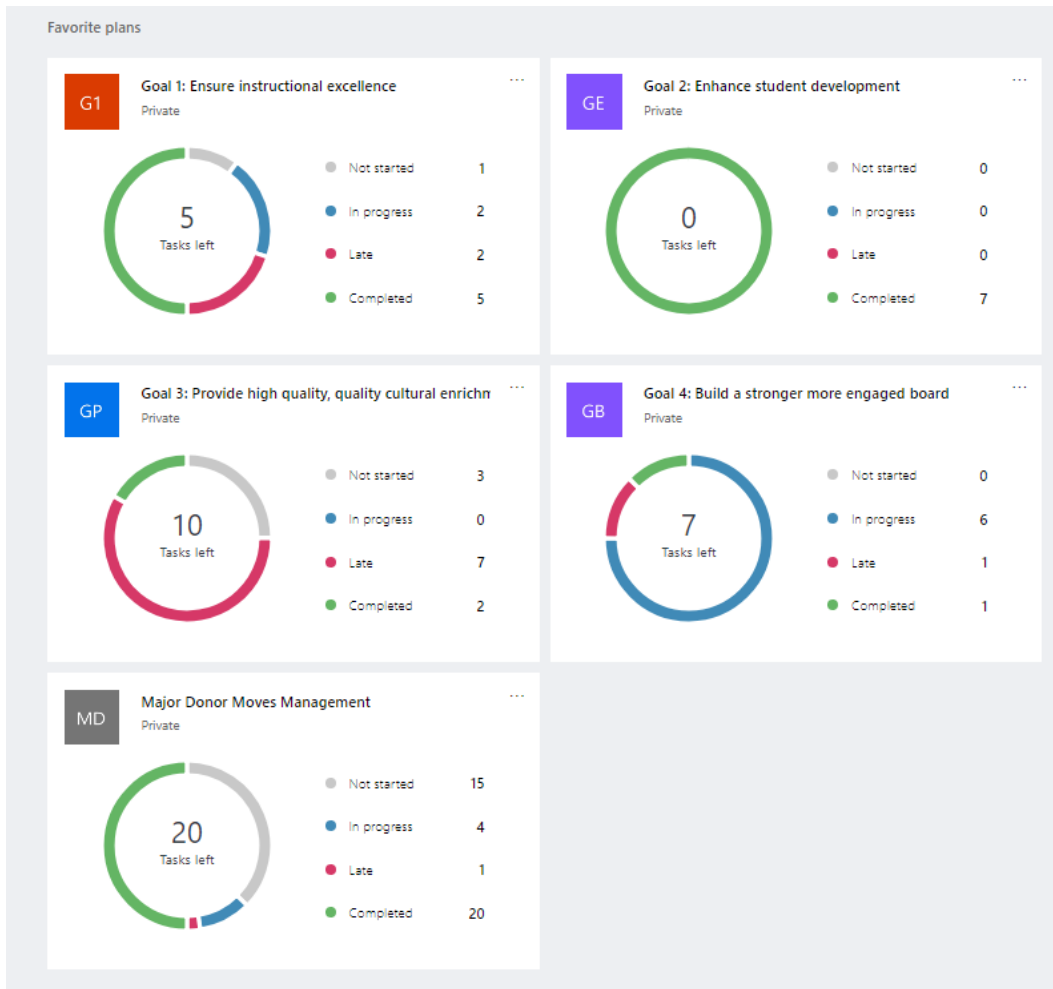 Favorite plans
G1
Goal 1: Ensure instructional excellence
...
Private
5
Tasks left
Not started 1
In progress 2
Late 2
Completed 5
GE
Goal 2: Enhance student development
...
Private
0
Tasks left
Not started 0
In progress 0
Late 0
Completed 7
GP
Goal 3: Provide high quality, quality cultural enrichn
...
Private
10
Tasks left
Not started 3
In progress 0
Late 7
Completed 2
GB
Goal 4: Build a stronger more engaged board
...
Private
7
Tasks left
Not started 0
In progress 6
Late 1
Completed 1
MD
Major Donor Moves Management
...
Private
20
Tasks left
Not started 15
In progress 4
Late 1
Completed 20